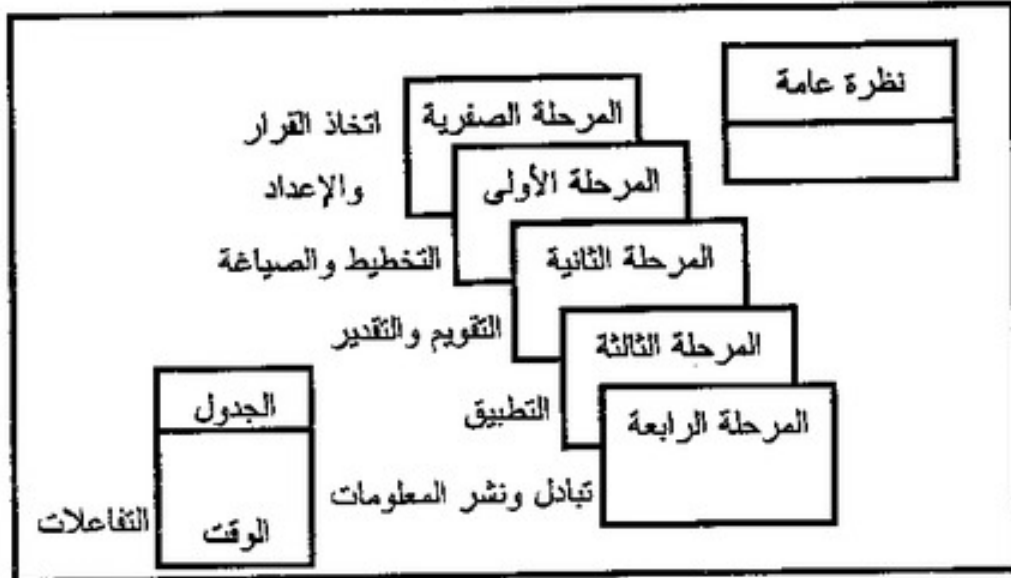 نظرة عامة
المرحلة الصفرية
اتخاذ القرار
والإعداد
المرحلة الأولى
التخطيط والصياغة
المرحلة الثانية
التقويم والتقدير
المرحلة الثالثة
التطبيق
المرحلة الرابعة
تبادل ونشر المعلومات
الجدول
الوقت
التفاعلات